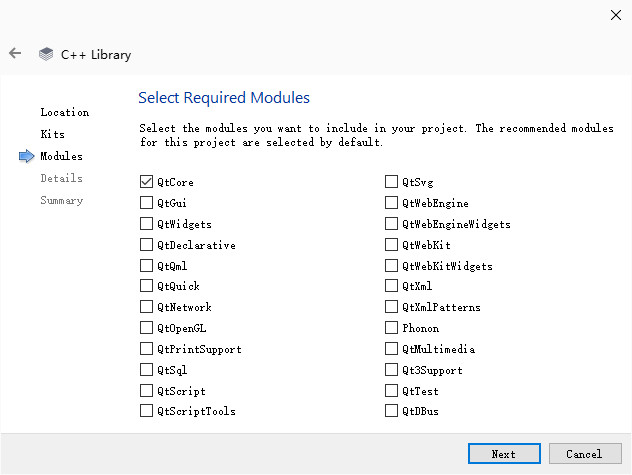 C++ Library
Location
Kits
Modules
Details
Summary
Select Required Modules
Select the modules you want to include in your project. The recommended modules
for this project are selected by default.
QtCore
QtGui
QtWidgets
QtDeclarative
QtQml
QtQuick
QtNetwork
QtOpenGL
QtPrintSupport
QtSql
QtScript
QtScriptTools
QtSvg
QtWebEngine
QtWebEngineWidgets
QtWebKit
QtWebKitWidgets
QtXml
QtXmlPatterns
Phonon
QtMultimedia
Qt3Support
QtTest
QtDBus
Next
Cancel